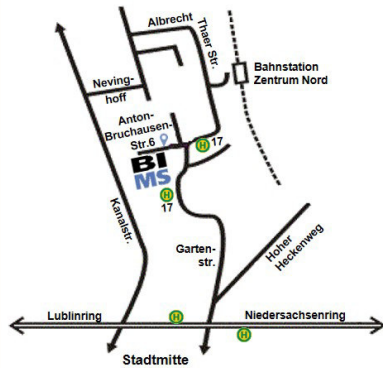 Albrecht
Thaer Str.
Bahnstation
Zentrum Nord
Neving-
hoff
Anton-
Bruchausen-
Str.6
H
17
BI
MS
H
17
Kanalstr.
Garten-
str.
Hoher
Heckenweg
Lublinring
H
Niedersachsenring
H
Stadtmitte